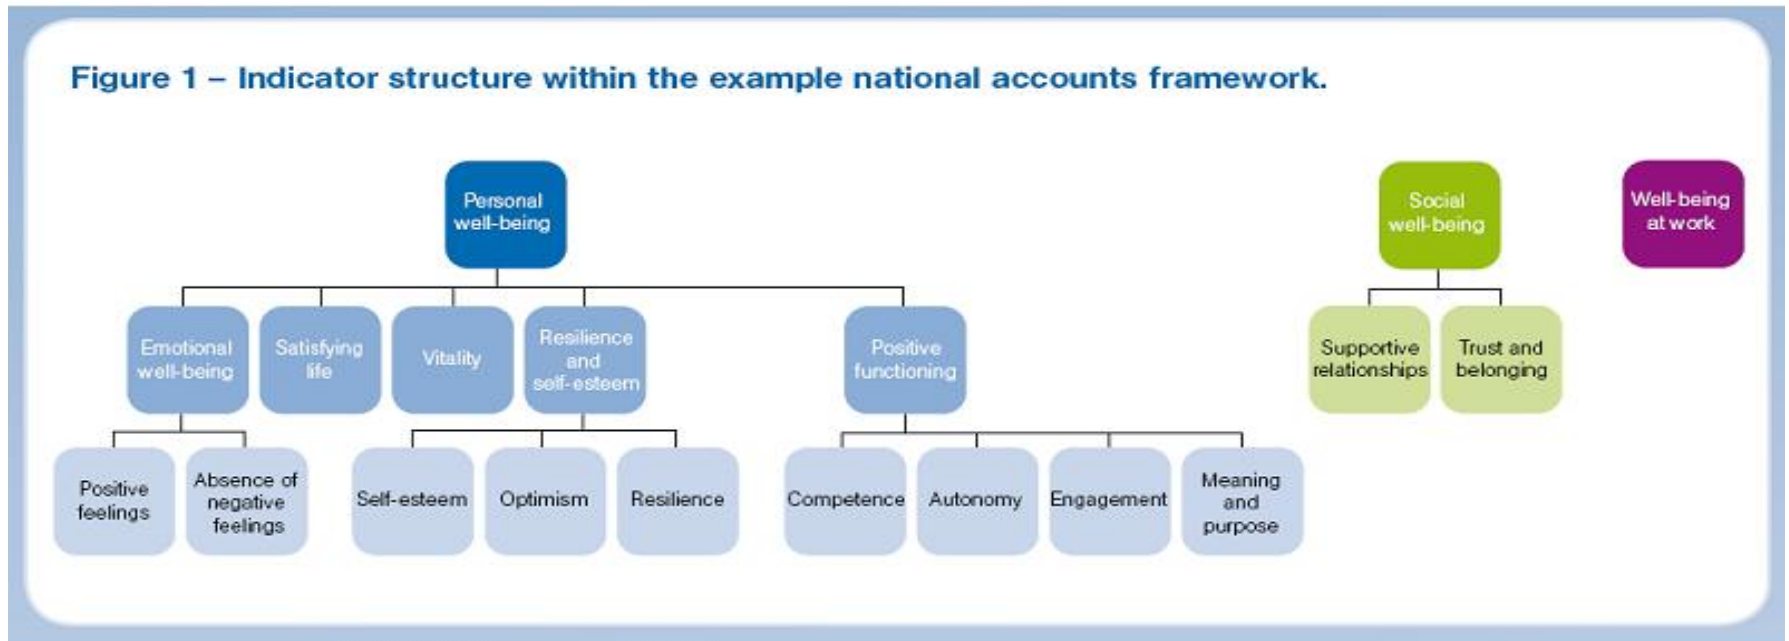 Figure 1 – Indicator structure within the example national accounts framework.
Personal
well-being
Social
well-being
Well-being
at work
Emotional
well-being
Satisfying
life
Vitality
Resilience
and
self-esteem
Positive
functioning
Supportive
relationships
Trust and
belonging
Positive
feelings
Absence of
negative
feelings
Self-esteem
Optimism
Resilience
Competence
Autonomy
Engagement
Meaning
and
purpose